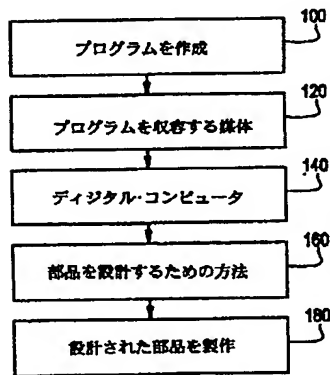 100
プログラムを作成
120
プログラムを収容する媒体
140
ディジタル・コンピュータ
160
部品を設計するための方法
180
設計された部品を製作